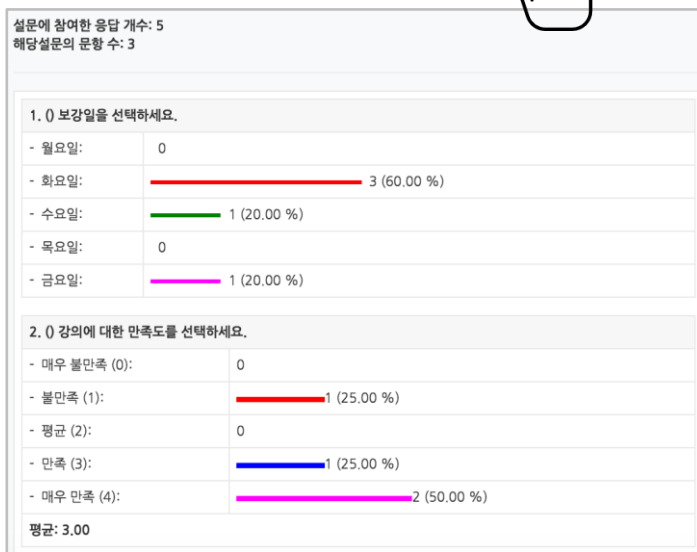 설문에 참여한 응답 개수: 5
해당설문의 문항 수: 3
1. () 보강일을 선택하세요.
- 월요일: 0
- 화요일: 3 (60.00 %)
- 수요일: 1 (20.00 %)
- 목요일: 0
- 금요일: 1 (20.00 %)
2. () 강의에 대한 만족도를 선택하세요.
- 매우 불만족 (0): 0
- 불만족 (1): 1 (25.00 %)
- 평균 (2): 0
- 만족 (3): 1 (25.00 %)
- 매우 만족 (4): 2 (50.00 %)
평균: 3.00